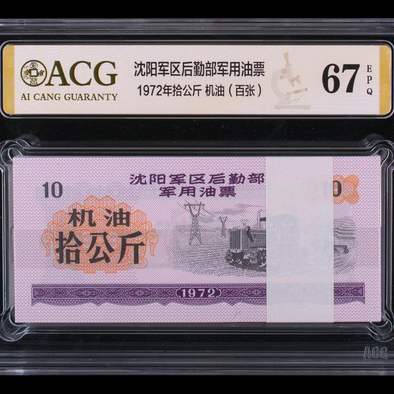 ACG
AI CANG GUARANTY
沈阳军区后勤部军用油票
1972年拾公斤 机油（百张）
67
EPQ
10
沈阳军区后勤部
军用油票
0
机油
拾公斤
1972
ACG